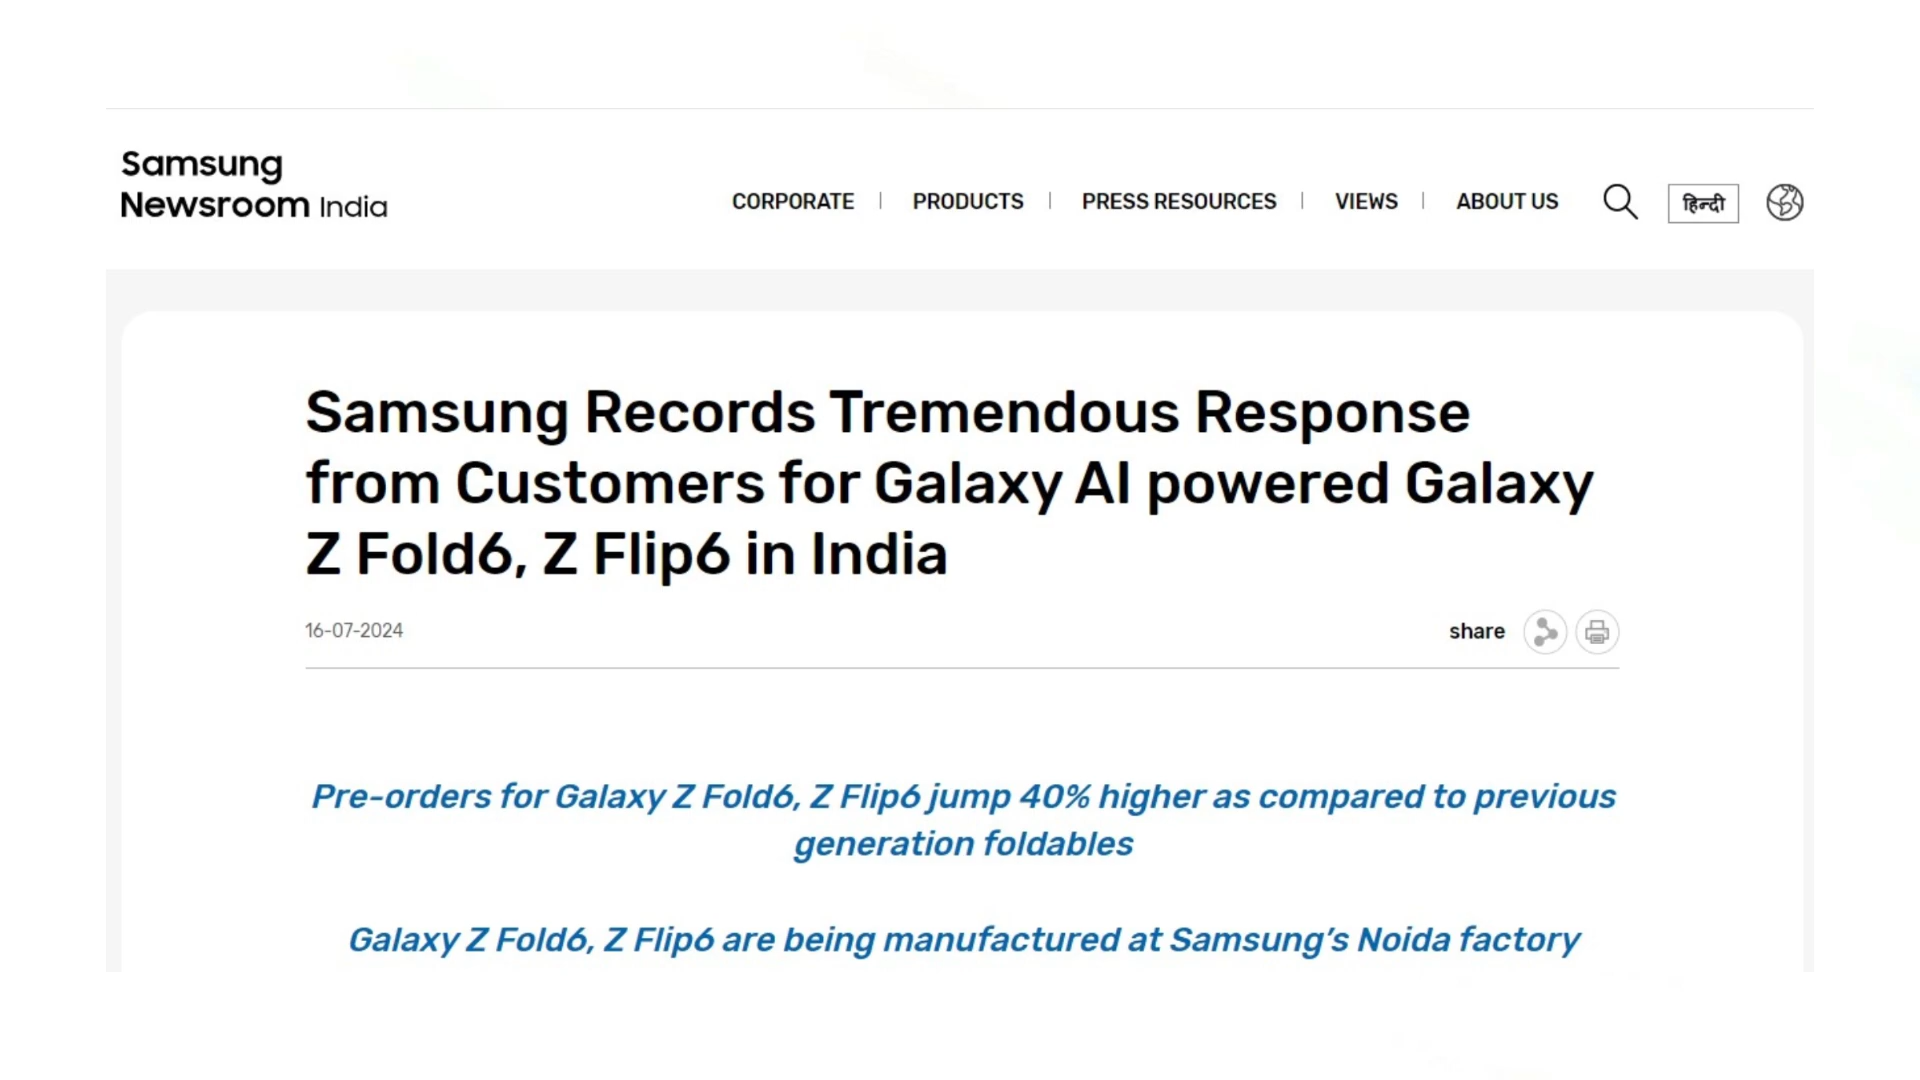 Samsung
Newsroom India
CORPORATE | PRODUCTS | PRESS RESOURCES | VIEWS | ABOUT US हिन्दी
Samsung Records Tremendous Response
from Customers for Galaxy AI powered Galaxy
Z Fold6, Z Flip6 in India
16-07-2024 share
Pre-orders for Galaxy Z Fold6, Z Flip6 jump 40% higher as compared to previous
generation foldables
Galaxy Z Fold6, Z Flip6 are being manufactured at Samsung’s Noida factory